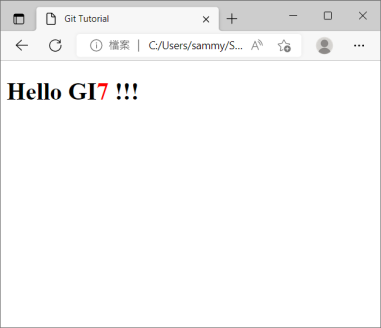 Git Tutorial
檔案 C:/Users/sammy/S...
Hello GI7 !!!